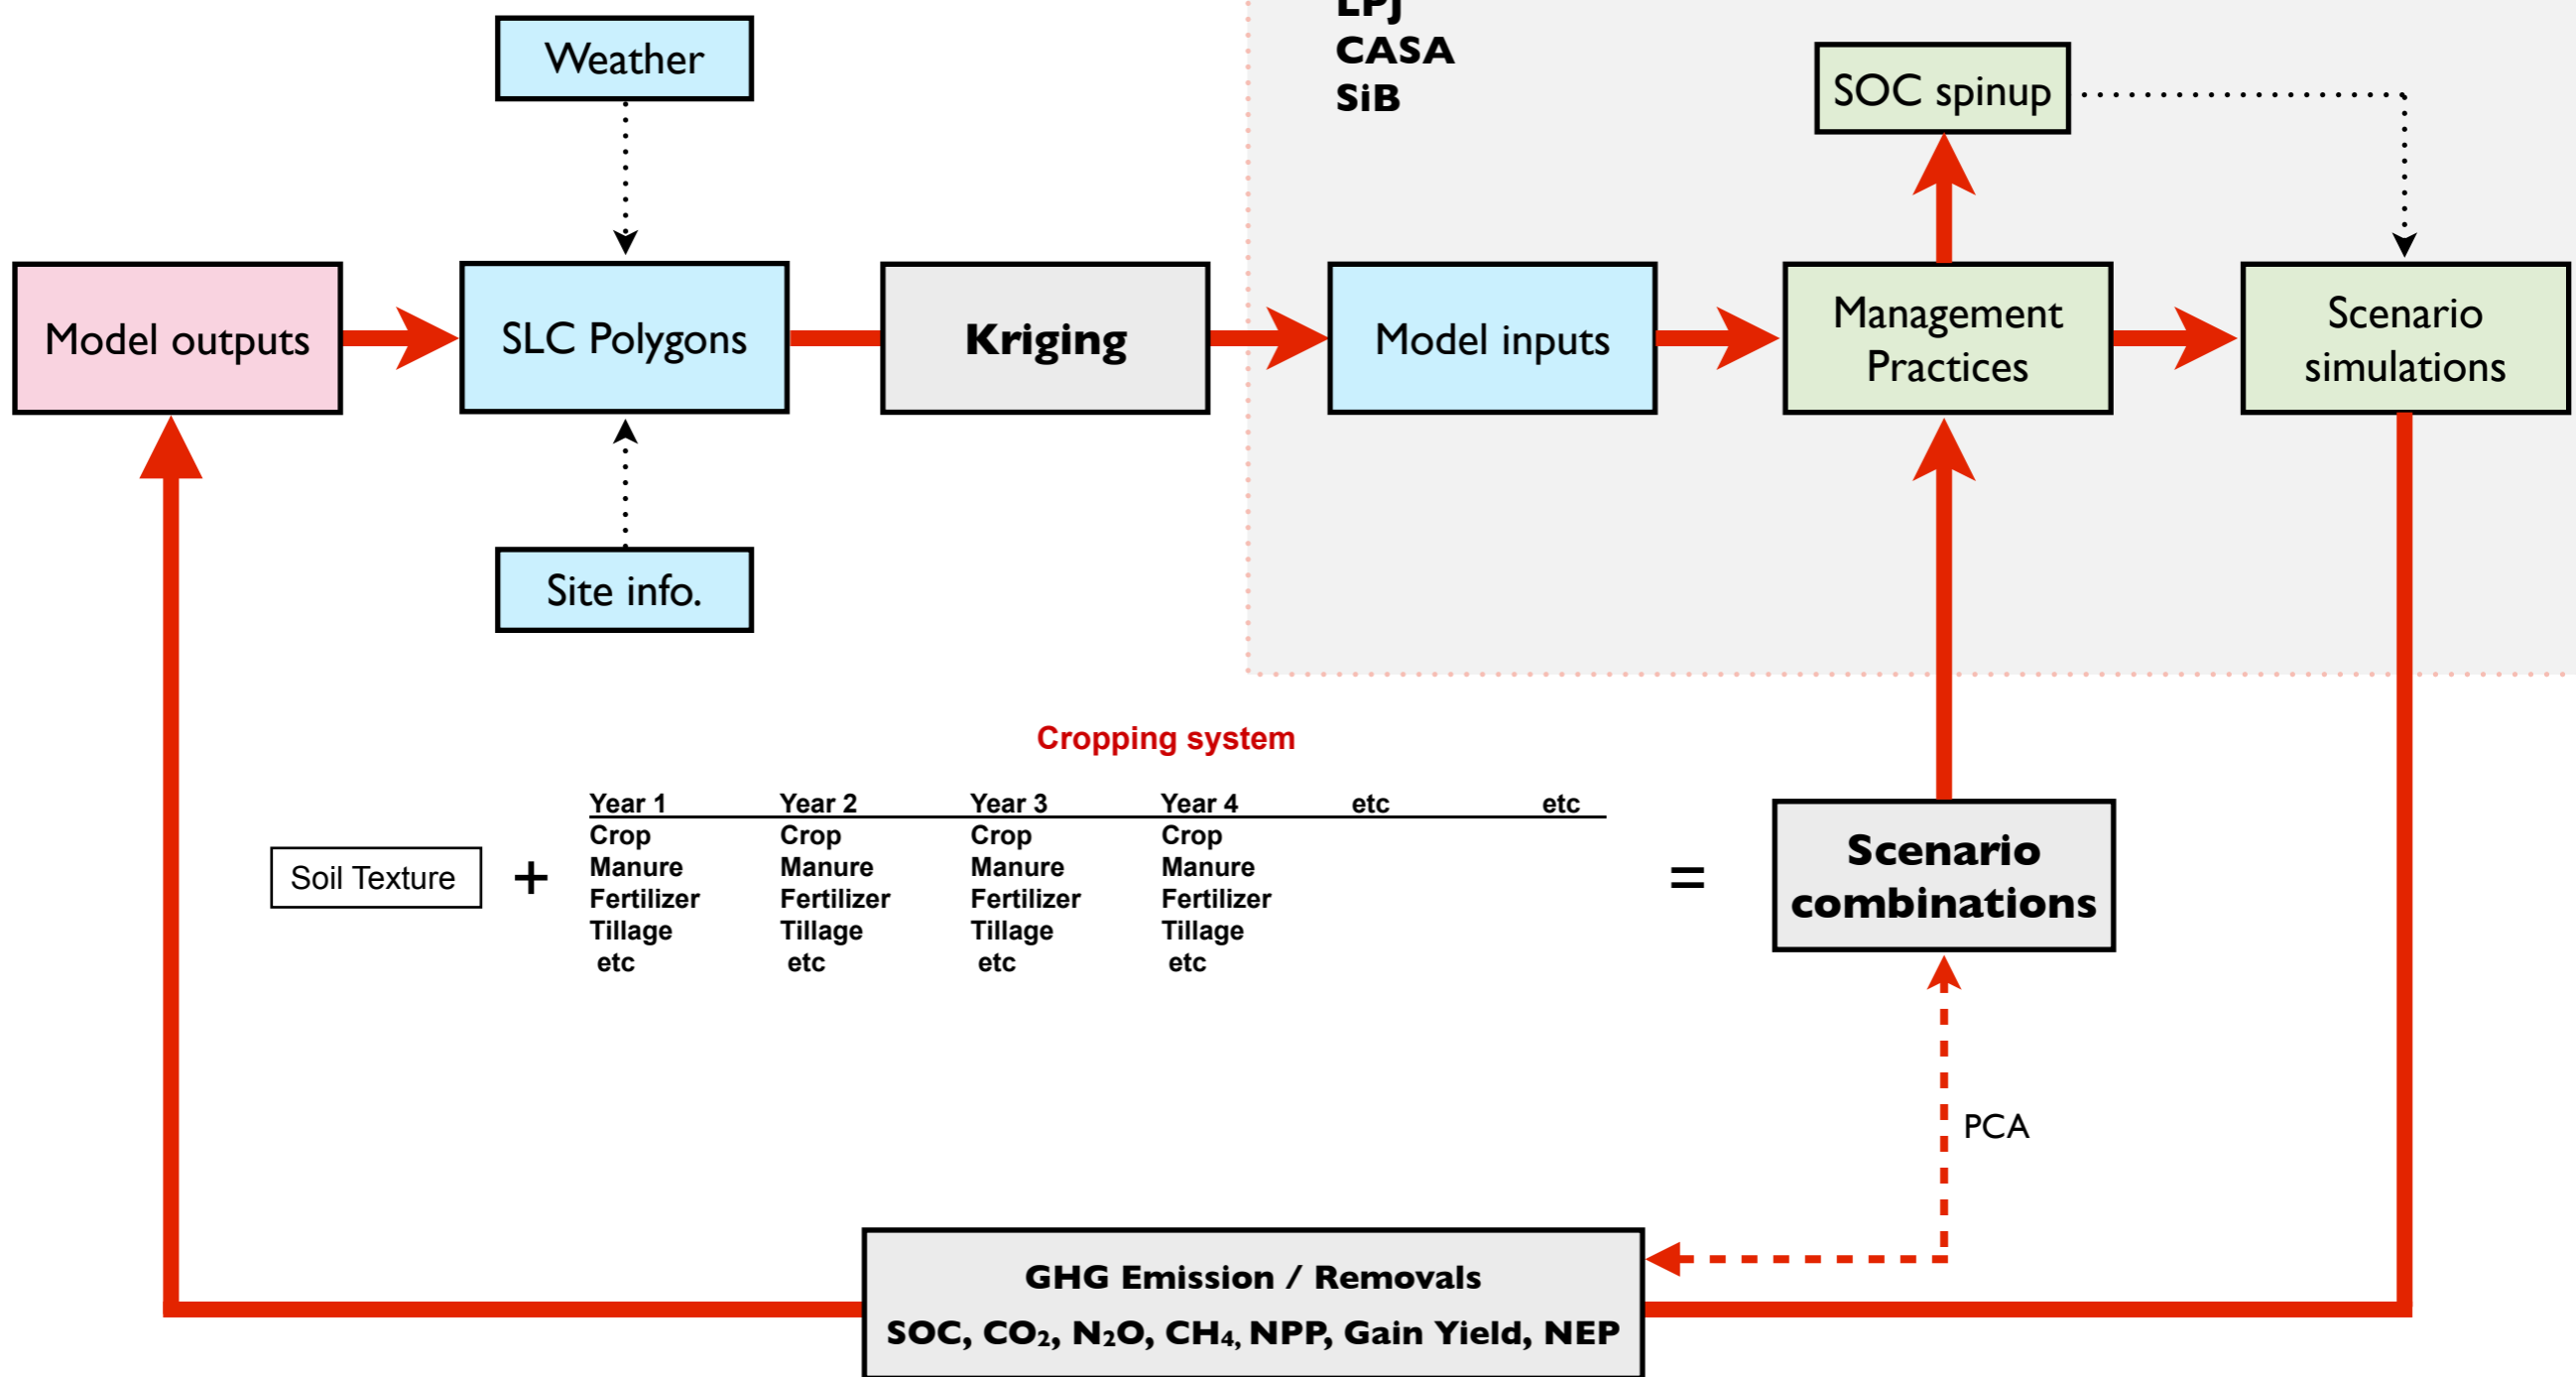 LPJ
CASA
SiB
Weather
SOC spinup
Model outputs
SLC Polygons
Kriging
Model inputs
Management
Practices
Scenario
simulations
Site info.
Cropping system
Year 1 Year 2 Year 3 Year 4 etc etc
Crop Crop Crop Crop
Manure Manure Manure Manure
Fertilizer Fertilizer Fertilizer Fertilizer
Tillage Tillage Tillage Tillage
etc etc etc etc
Soil Texture + =
Scenario
combinations
PCA
GHG Emission / Removals
SOC, CO₂, N₂O, CH₄, NPP, Gain Yield, NEP